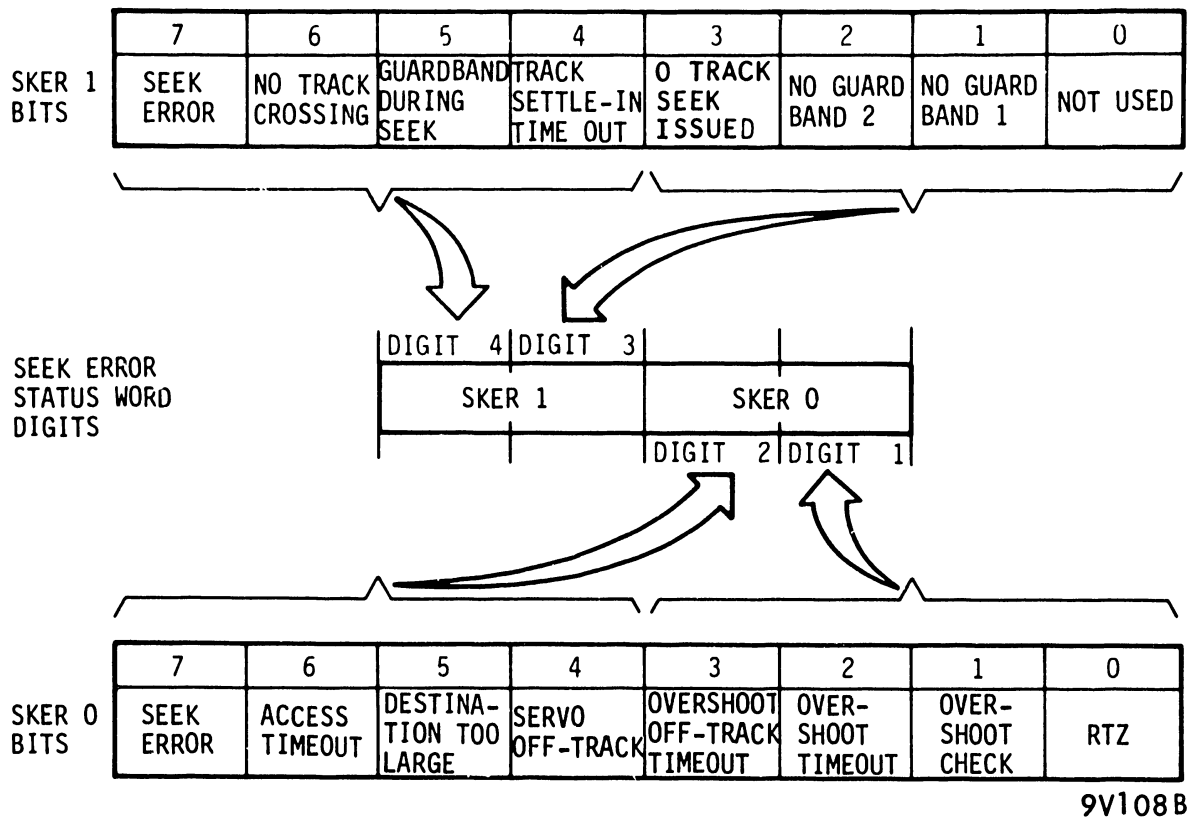 7 6 5 4 3 2 1 0
SKER 1 BITS
SEEK ERROR
NO TRACK CROSSING
GUARDBAND DURING SEEK
TRACK SETTLE-IN TIME OUT
0 TRACK SEEK ISSUED
NO GUARD BAND 2
NO GUARD BAND 1
NOT USED
SEEK ERROR STATUS WORD DIGITS
DIGIT 4 DIGIT 3
SKER 1 SKER 0
DIGIT 2 DIGIT 1
7 6 5 4 3 2 1 0
SKER 0 BITS
SEEK ERROR
ACCESS TIMEOUT
DESTINA- TION TOO LARGE
SERVO OFF-TRACK
OVERSHOOT OFF-TRACK TIMEOUT
OVER- SHOOT TIMEOUT
OVER- SHOOT CHECK
RTZ
9V108B